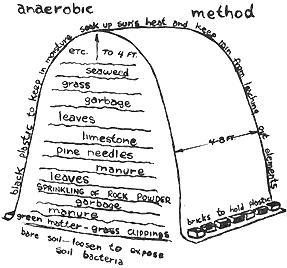 anaerobic method
black plastic to keep in moisture soak up sun's heat and keep rain from leaching out elements
ETC. TO 4 FT.
seaweed
grass
garbage
leaves
limestone
pine needles
manure
leaves
SPRINKLING OF ROCK POWDER
garbage
manure
green matter - grass clippings
bare soil - loosen to expose
soil bacteria
4-8 FT.
bricks to hold plastic